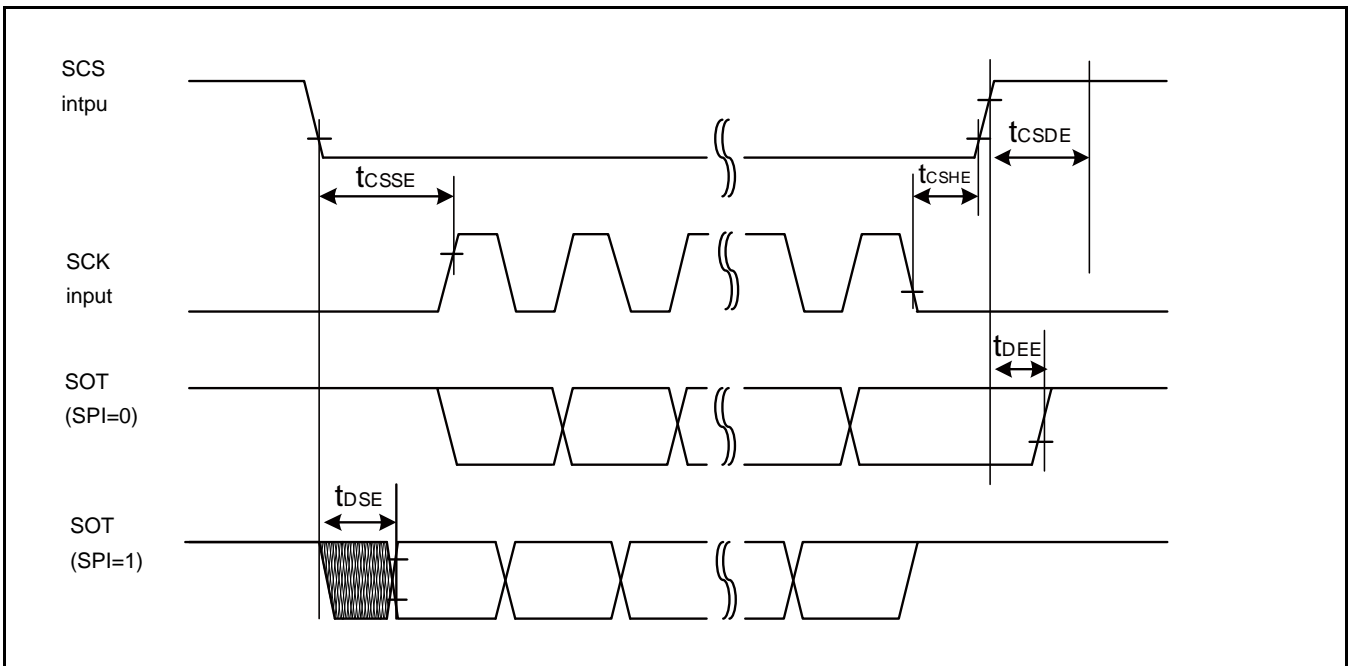 SCS
intpu
tCSDE
tCSSE
tCSHE
SCK
input
tDEE
SOT
(SPI=0)
tDSE
SOT
(SPI=1)